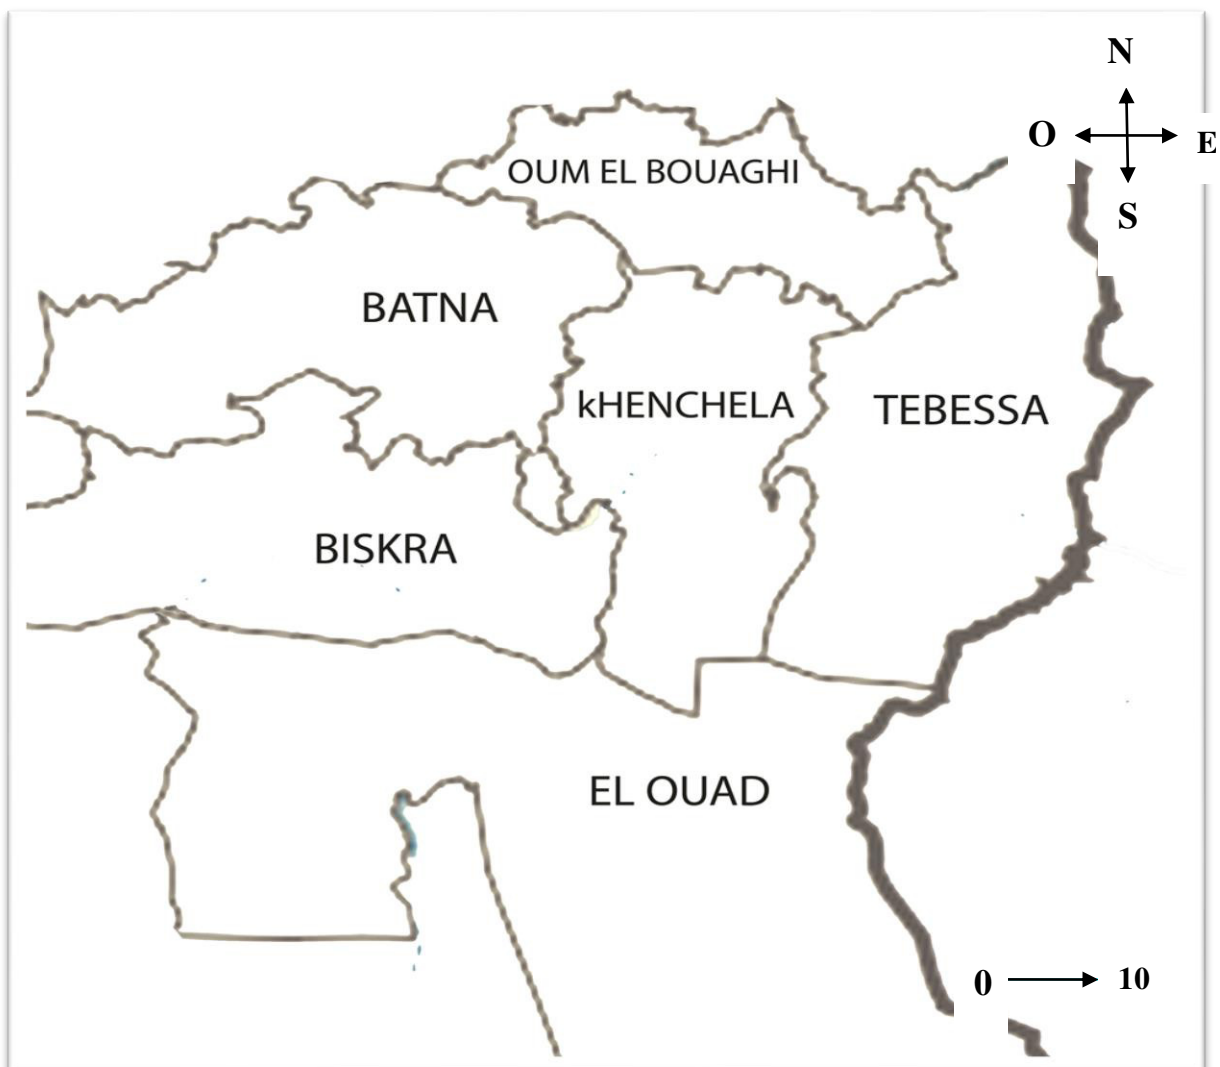 N
O E
S
OUM EL BOUAGHI
BATNA
kHENCHELA
TEBESSA
BISKRA
EL OUAD
0 10